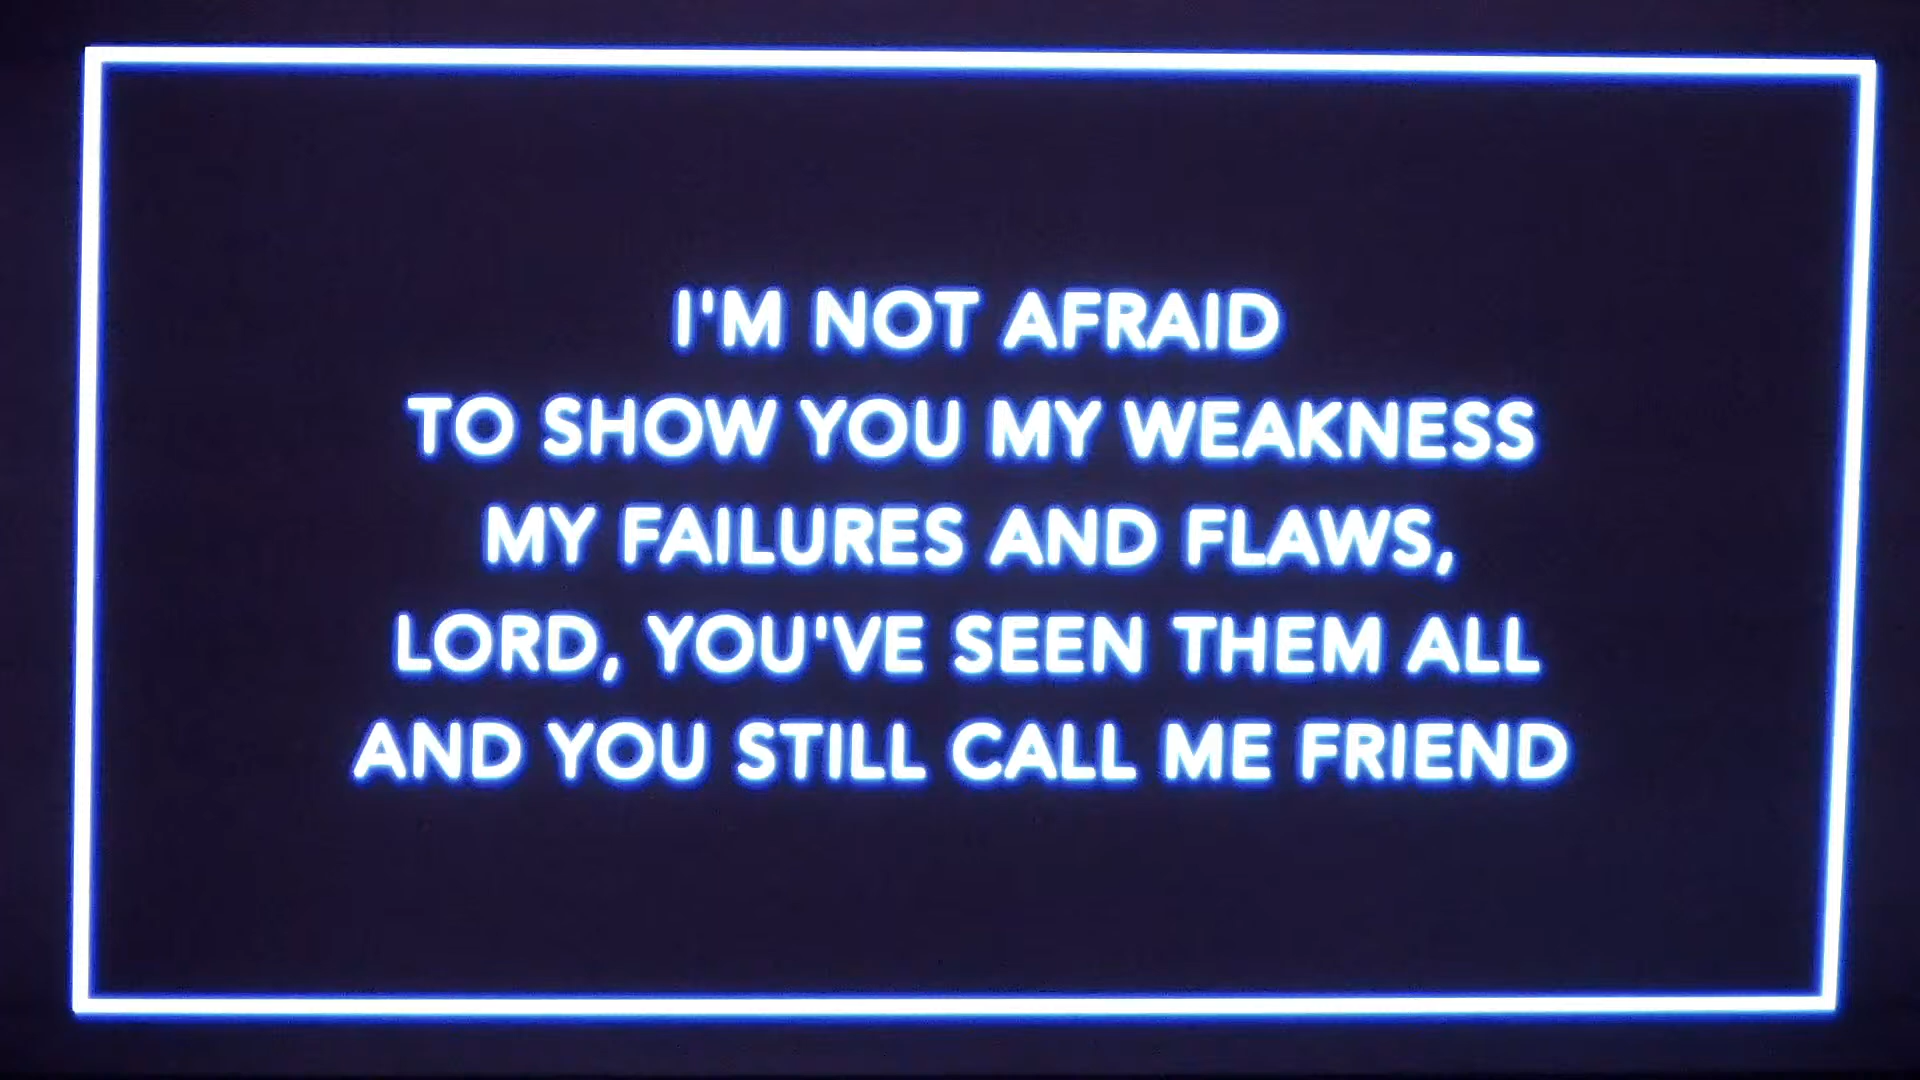 I'M NOT AFRAID
TO SHOW YOU MY WEAKNESS
MY FAILURES AND FLAWS,
LORD, YOU'VE SEEN THEM ALL
AND YOU STILL CALL ME FRIEND